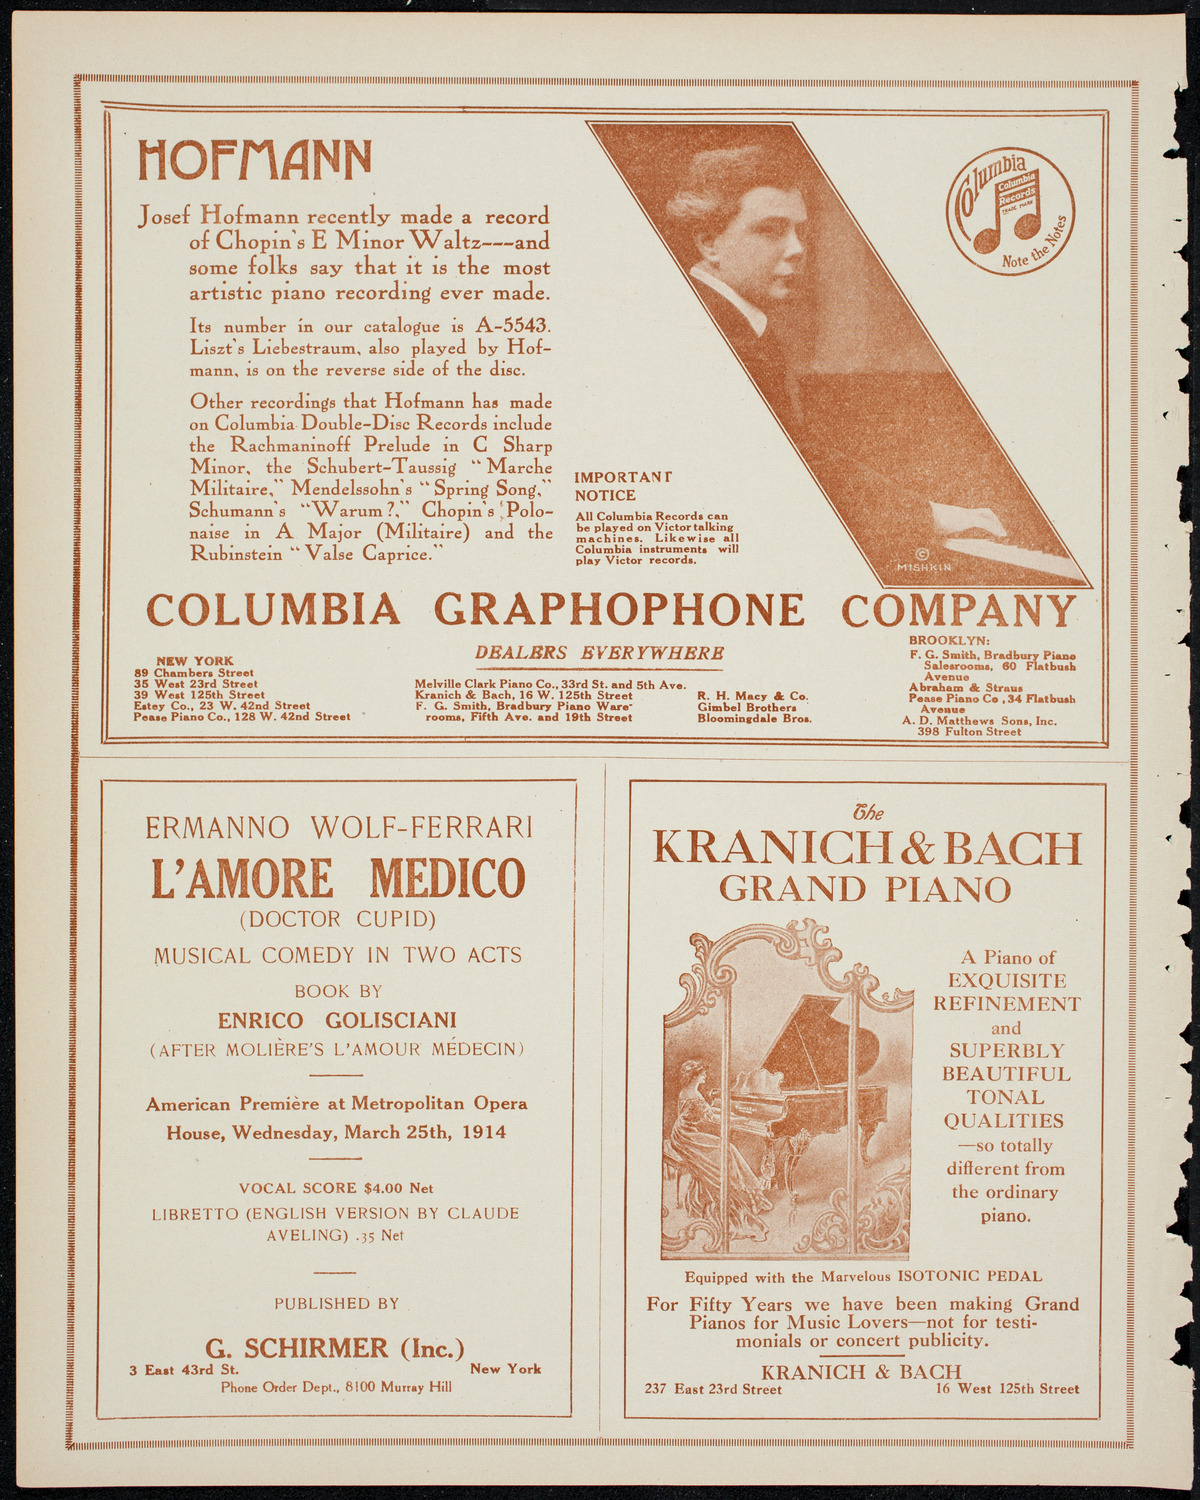 HOFMANN
Josef Hofmann recently made a record
of Chopin's E Minor Waltz---and
some folks say that it is the most
artistic piano recording ever made.
Its number in our catalogue is A-5543.
Liszt's Liebestraum, also played by Hof-
mann, is on the reverse side of the disc.
Other recordings that Hofmann has made
on Columbia Double-Disc Records include
the Rachmaninoff Prelude in C Sharp
Minor, the Schubert-Taussig "Marche
Militaire," Mendelssohn's "Spring Song,"
Schumann's "Warum?," Chopin's Polo-
naise in A Major (Militaire) and the
Rubinstein "Valse Caprice."
IMPORTANT
NOTICE
All Columbia Records can
be played on Victor talking
machines. Likewise all
Columbia instruments will
play Victor records.
©
MISHKIN
Columbia
Columbia
Records
TRADE MARK
Note the Notes
COLUMBIA GRAPHOPHONE COMPANY
DEALERS EVERYWHERE
NEW YORK
89 Chambers Street
35 West 23rd Street
39 West 125th Street
Estey Co., 23 W. 42nd Street
Pease Piano Co., 128 W. 42nd Street
Melville Clark Piano Co., 33rd St. and 5th Ave.
Kranich & Bach, 16 W. 125th Street
F. G. Smith, Bradbury Piano Ware-
rooms, Fifth Ave. and 19th Street
R. H. Macy & Co.
Gimbel Brothers
Bloomingdale Bros.
BROOKLYN:
F. G. Smith, Bradbury Piano
Salesrooms, 60 Flatbush
Avenue
Abraham & Straus
Pease Piano Co., 34 Flatbush
Avenue
A. D. Matthews Sons, Inc.
398 Fulton Street
ERMANNO WOLF-FERRARI
L'AMORE MEDICO
(DOCTOR CUPID)
MUSICAL COMEDY IN TWO ACTS
BOOK BY
ENRICO GOLISCIANI
(AFTER MOLIÈRE'S L'AMOUR MÉDECIN)
American Première at Metropolitan Opera
House, Wednesday, March 25th, 1914
VOCAL SCORE $4.00 Net
LIBRETTO (ENGLISH VERSION BY CLAUDE
AVELING) .35 Net
PUBLISHED BY
G. SCHIRMER (Inc.)
3 East 43rd St. New York
Phone Order Dept., 8100 Murray Hill
The
KRANICH & BACH
GRAND PIANO
A Piano of
EXQUISITE
REFINEMENT
and
SUPERBLY
BEAUTIFUL
TONAL
QUALITIES
—so totally
different from
the ordinary
piano.
Equipped with the Marvelous ISOTONIC PEDAL
For Fifty Years we have been making Grand
Pianos for Music Lovers—not for testi-
monials or concert publicity.
KRANICH & BACH
237 East 23rd Street 16 West 125th Street